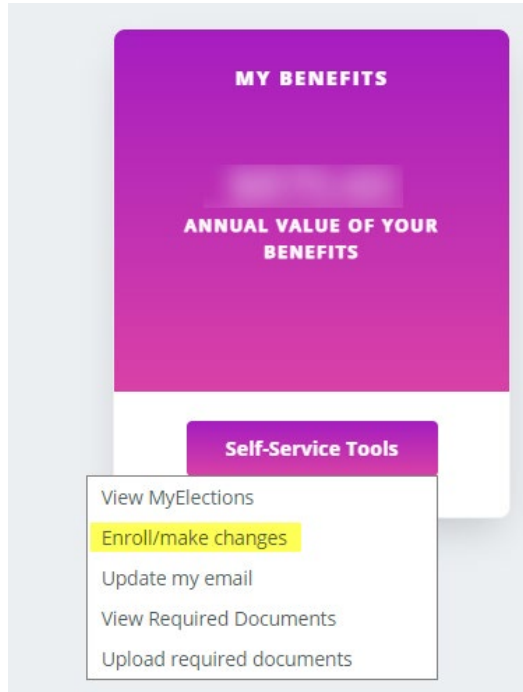 MY BENEFITS
ANNUAL VALUE OF YOUR
BENEFITS
Self-Service Tools
View MyElections
Enroll/make changes
Update my email
View Required Documents
Upload required documents